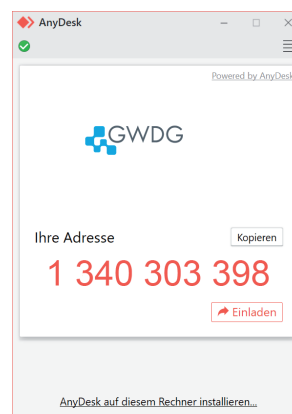 AnyDesk
Powered by AnyDesk
GWDG
Ihre Adresse
Kopieren
1 340 303 398
Einladen
AnyDesk auf diesem Rechner installieren...